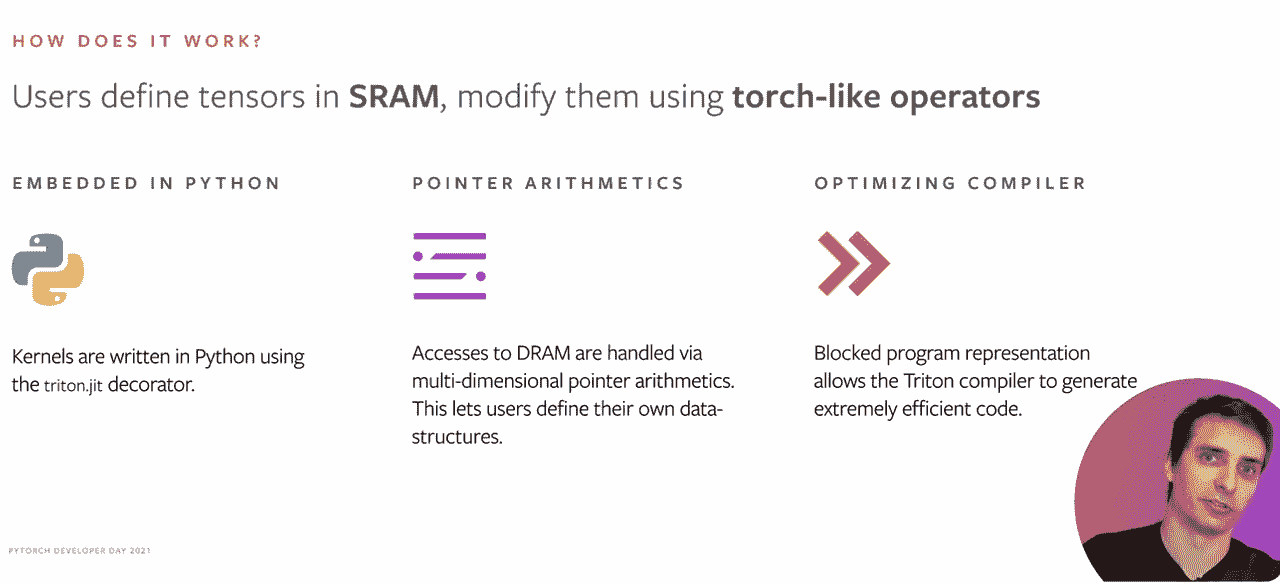 HOW DOES IT WORK?
Users define tensors in SRAM, modify them using torch-like operators
EMBEDDED IN PYTHON
Kernels are written in Python using
the triton.jit decorator.
POINTER ARITHMETICS
Accesses to DRAM are handled via
multi-dimensional pointer arithmetics.
This lets users define their own data-
structures.
OPTIMIZING COMPILER
Blocked program representation
allows the Triton compiler to generate
extremely efficient code.
PYTORCH DEVELOPER DAY 2021